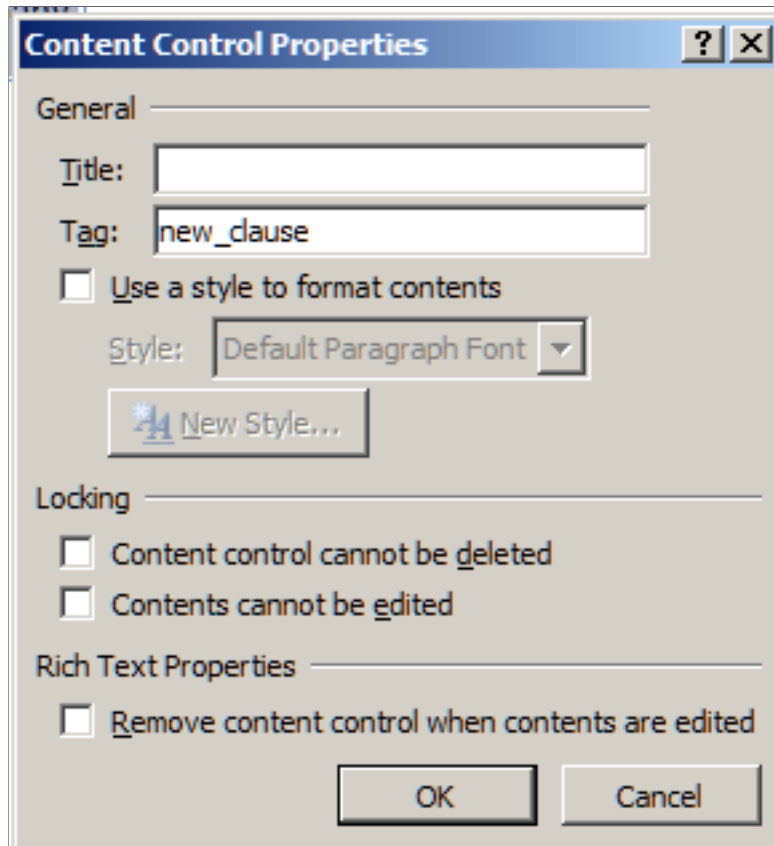 Content Control Properties
General
Title:
Tag: new_clause
Use a style to format contents
Style: Default Paragraph Font
New Style...
Locking
Content control cannot be deleted
Contents cannot be edited
Rich Text Properties
Remove content control when contents are edited
OK Cancel